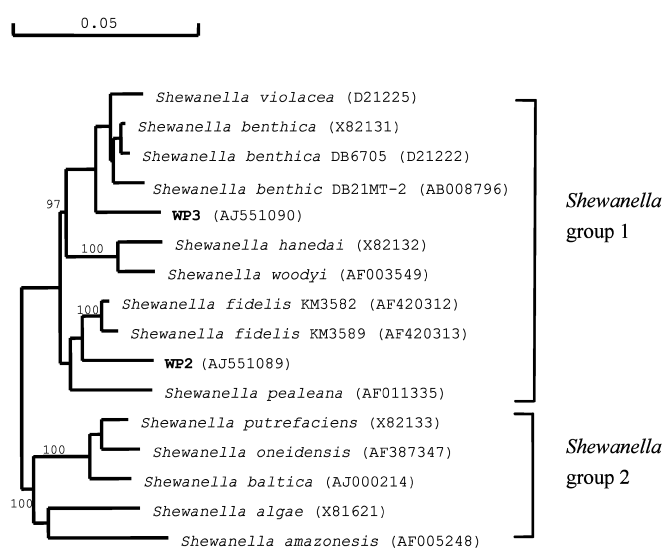 0.05
Shewanella violacea (D21225)
Shewanella benthica (X82131)
Shewanella benthica DB6705 (D21222)
Shewanella benthic DB21MT-2 (AB008796)
97
WP3 (AJ551090)
Shewanella
group 1
100
Shewanella hanedai (X82132)
Shewanella woodyi (AF003549)
100
Shewanella fidelis KM3582 (AF420312)
Shewanella fidelis KM3589 (AF420313)
WP2 (AJ551089)
Shewanella pealeana (AF011335)
Shewanella putrefaciens (X82133)
100
Shewanella oneidensis (AF387347)
Shewanella
group 2
Shewanella baltica (AJ000214)
100
Shewanella algae (X81621)
Shewanella amazonesis (AF005248)